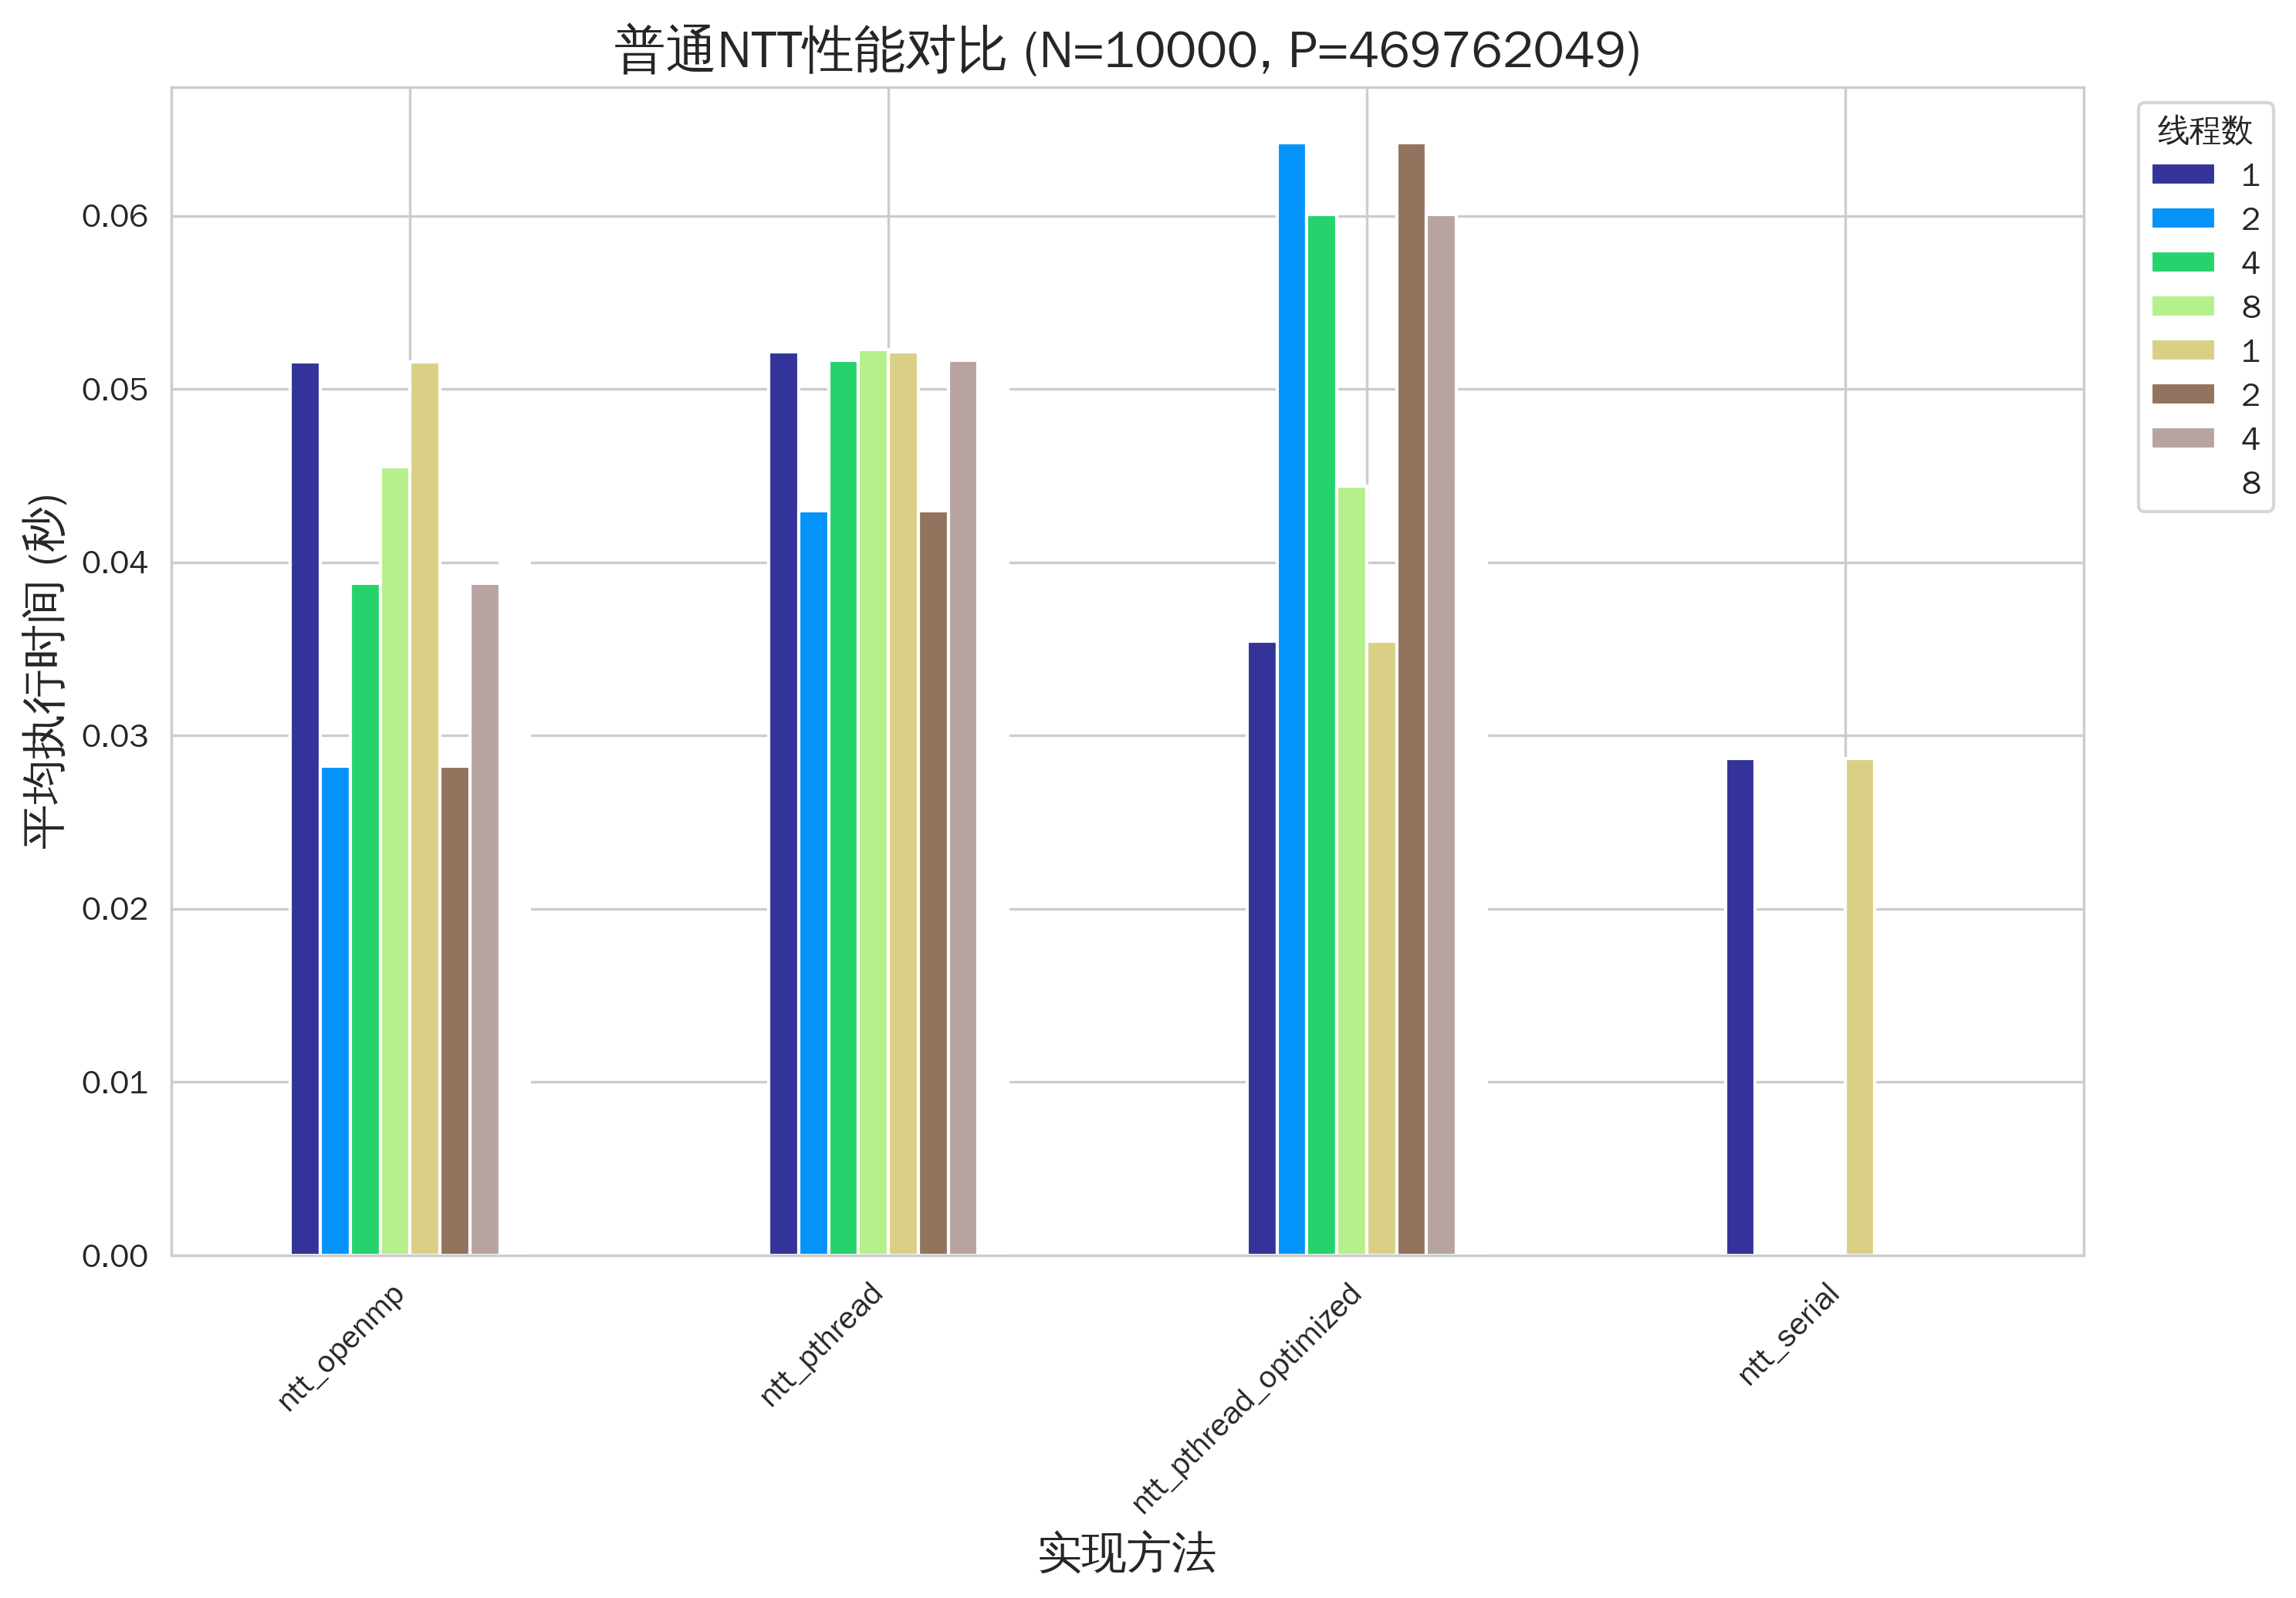 普通NTT性能对比 (N=10000, P=469762049)
线程数
1
2
4
8
1
2
4
8
平均执行时间 (秒)
0.06
0.05
0.04
0.03
0.02
0.01
0.00
ntt_openmp
ntt_pthread
ntt_pthread_optimized
ntt_serial
实现方法